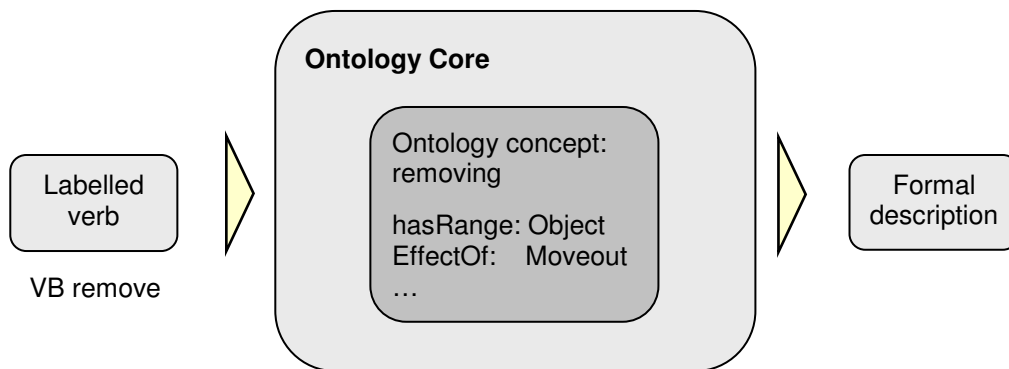 Ontology Core
Labelled
verb
VB remove
Ontology concept:
removing
hasRange: Object
EffectOf: Moveout
…
Formal
description